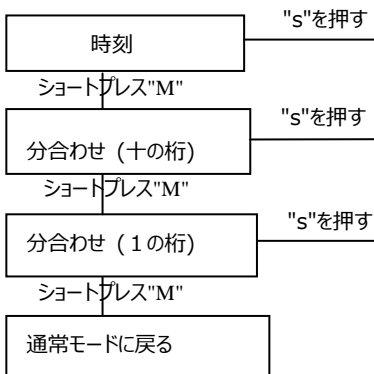 "s"を押す
時刻
ショートプレス"M"
"s"を押す
分合わせ (十の桁)
ショートプレス"M"
"s"を押す
分合わせ (１の桁)
ショートプレス"M"
通常モードに戻る